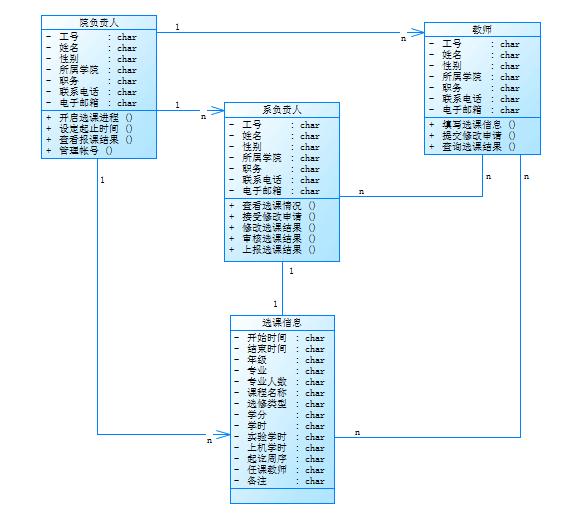 院负责人
- 工号 : char
- 姓名 : char
- 性别 : char
- 所属学院 : char
- 职务 : char
- 联系电话 : char
- 电子邮箱 : char
+ 开启选课进程 ()
+ 设定起止时间 ()
+ 查看报课结果 ()
+ 管理帐号 ()
1
n
教师
- 工号 : char
- 姓名 : char
- 性别 : char
- 所属学院 : char
- 职务 : char
- 联系电话 : char
- 电子邮箱 : char
+ 填写选课信息 ()
+ 提交修改申请 ()
+ 查询选课结果 ()
1
n
系负责人
- 工号 : char
- 姓名 : char
- 性别 : char
- 所属学院 : char
- 职务 : char
- 联系电话 : char
- 电子邮箱 : char
+ 查看选课情况 ()
+ 接受修改申请 ()
+ 修改选课结果 ()
+ 审核选课结果 ()
+ 上报选课结果 ()
n
n
n
1
1
1
选课信息
- 开始时间 : char
- 结束时间 : char
- 年级 : char
- 专业 : char
- 专业人数 : char
- 课程名称 : char
- 选修类型 : char
- 学分 : char
- 学时 : char
- 实验学时 : char
- 上机学时 : char
- 起讫周序 : char
- 任课教师 : char
- 备注 : char
n
n